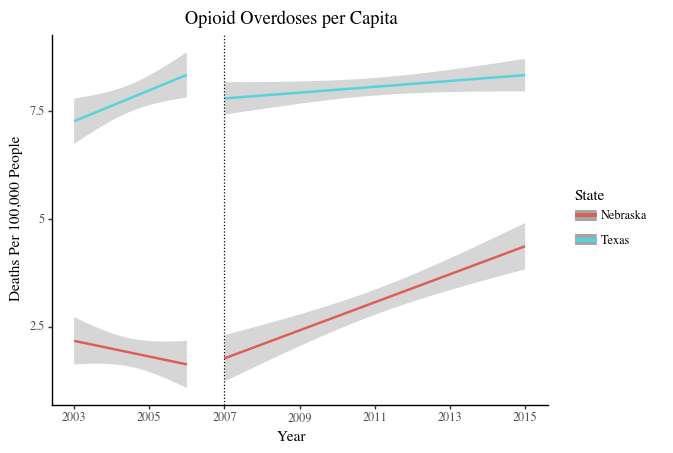 Opioid Overdoses per Capita
Deaths Per 100,000 People
7.5
5
2.5
2003 2005 2007 2009 2011 2013 2015
Year
State
Nebraska
Texas